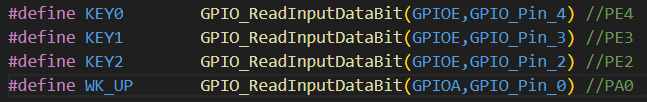 #define KEY0 GPIO_ReadInputDataBit(GPIOE,GPIO_Pin_4) //PE4
#define KEY1 GPIO_ReadInputDataBit(GPIOE,GPIO_Pin_3) //PE3
#define KEY2 GPIO_ReadInputDataBit(GPIOE,GPIO_Pin_2) //PE2
#define WK_UP GPIO_ReadInputDataBit(GPIOA,GPIO_Pin_0) //PA0